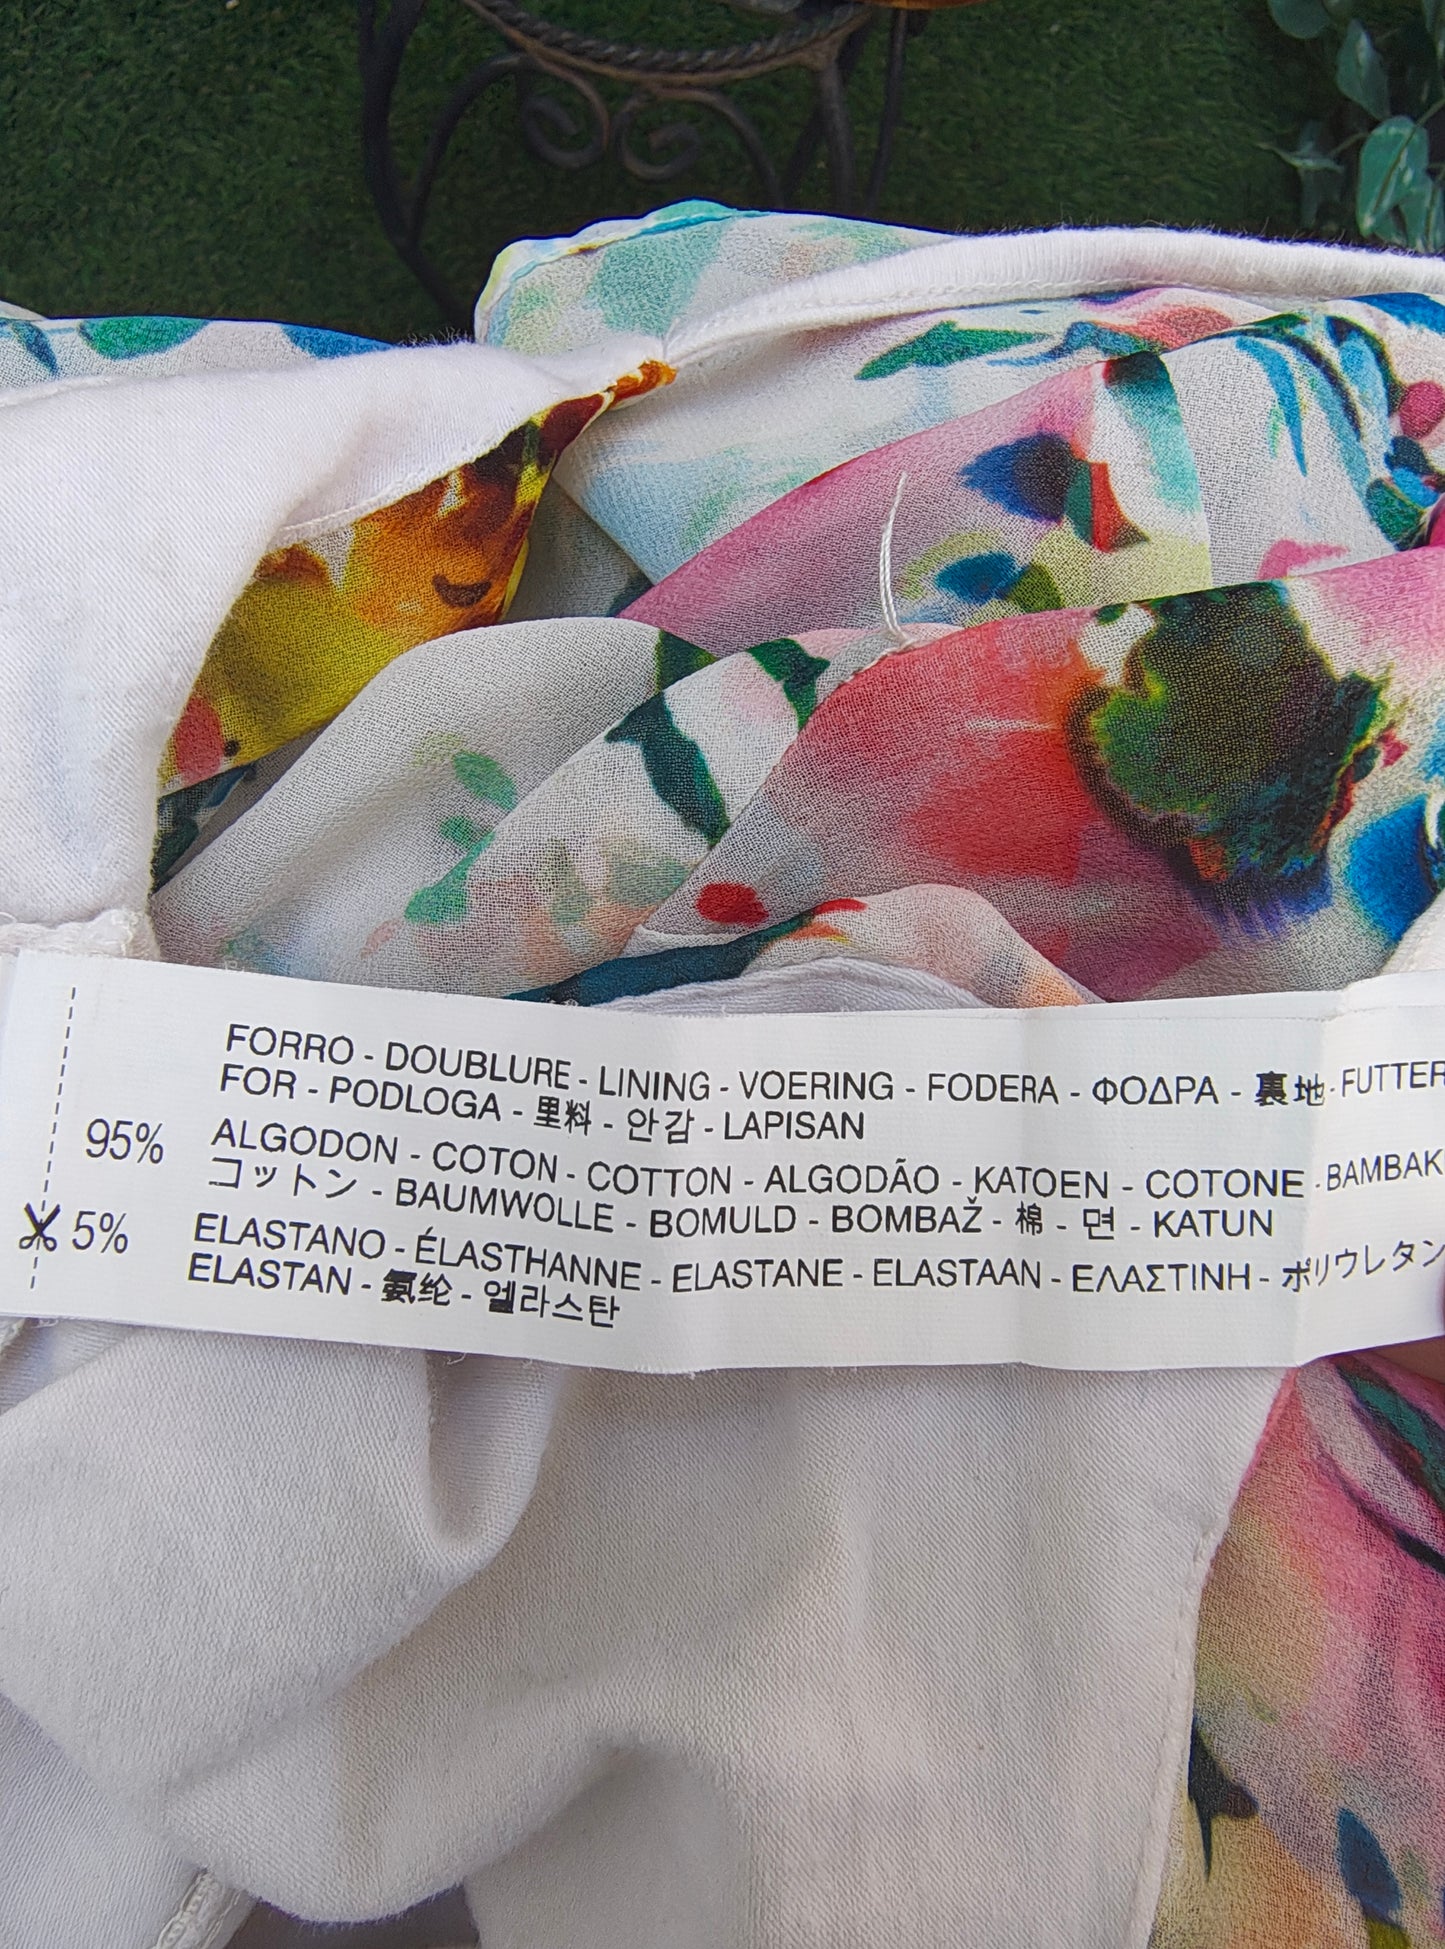 FORRO - DOUBLURE - LINING - VOERING - FODERA - ΦΟΔΡΑ - 裏地 - FUTTER
FOR - PODLOGA - 里料 - 안감 - LAPISAN
95% ALGODON - COTON - COTTON - ALGODÃO - KATOEN - COTONE - BAMBAK
コットン - BAUMWOLLE - BOMULD - BOMBAŽ - 棉 - 면 - KATUN
5% ELASTANO - ÉLASTHANNE - ELASTANE - ELASTAAN - ΕΛΑΣΤΙΝΗ - ポリウレタン
ELASTAN - 氨纶 - 엘라스탄